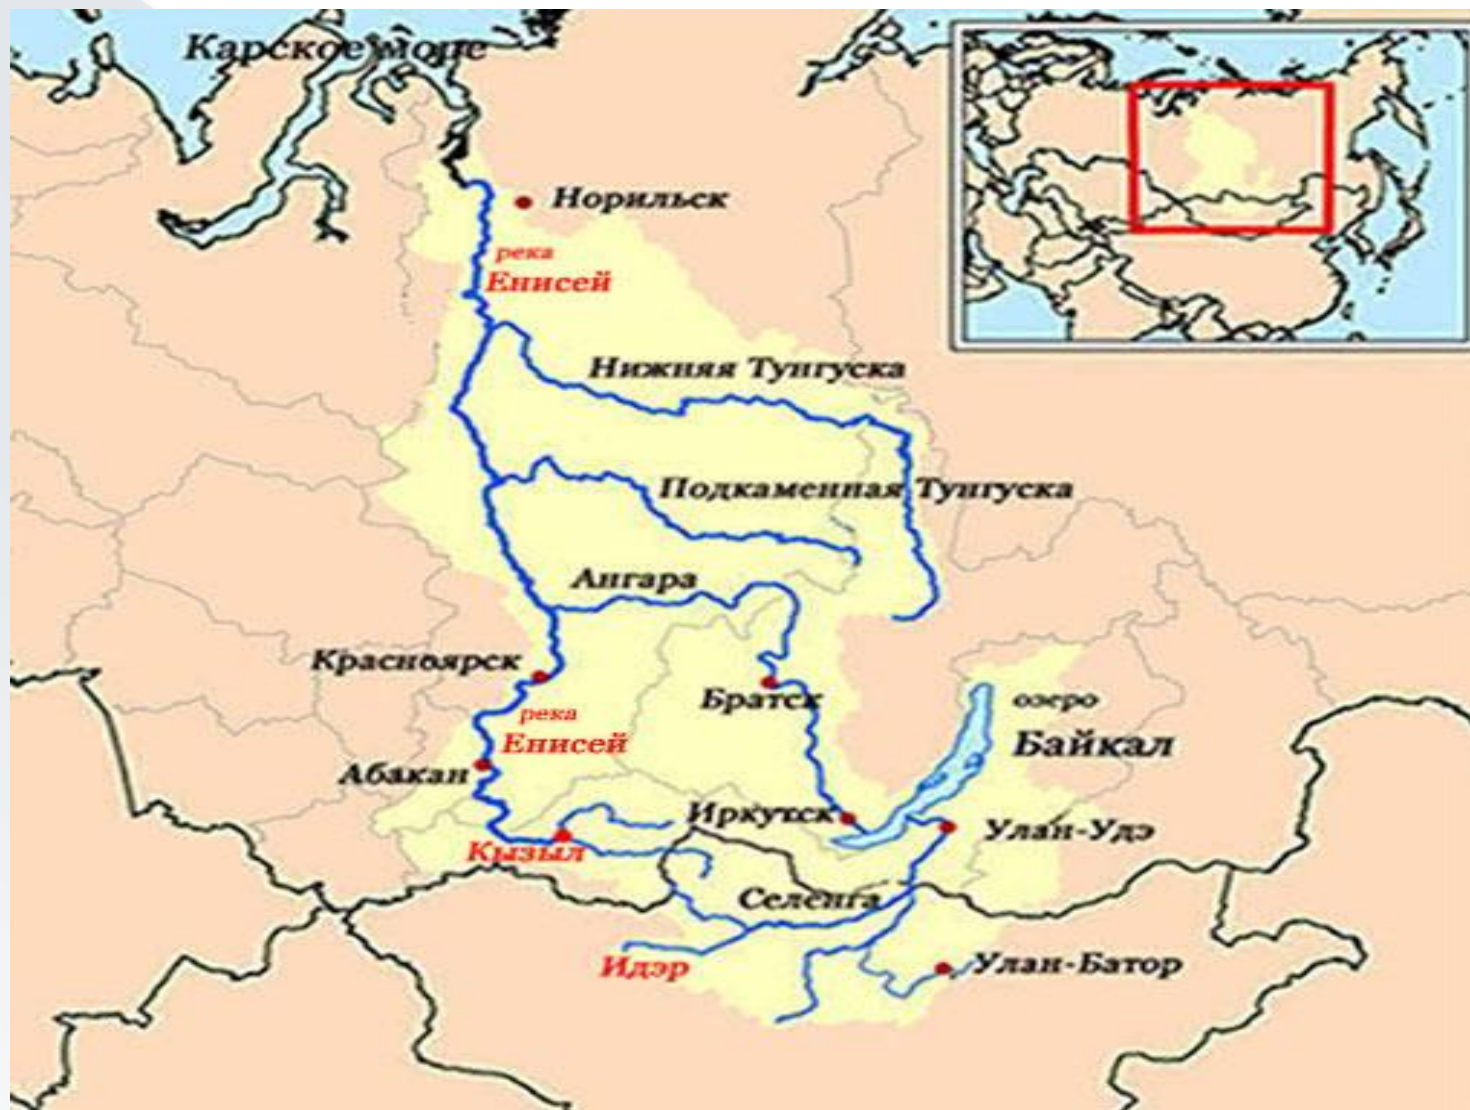 Карское море
Норильск
река
Енисей
Нижняя Тунгуска
Подкаменная Тунгуска
Ангара
Красноярск
Братск
озеро
Байкал
река
Енисей
Абакан
Иркутск
Улан-Удэ
Кызыл
Селенга
Идэр
Улан-Батор